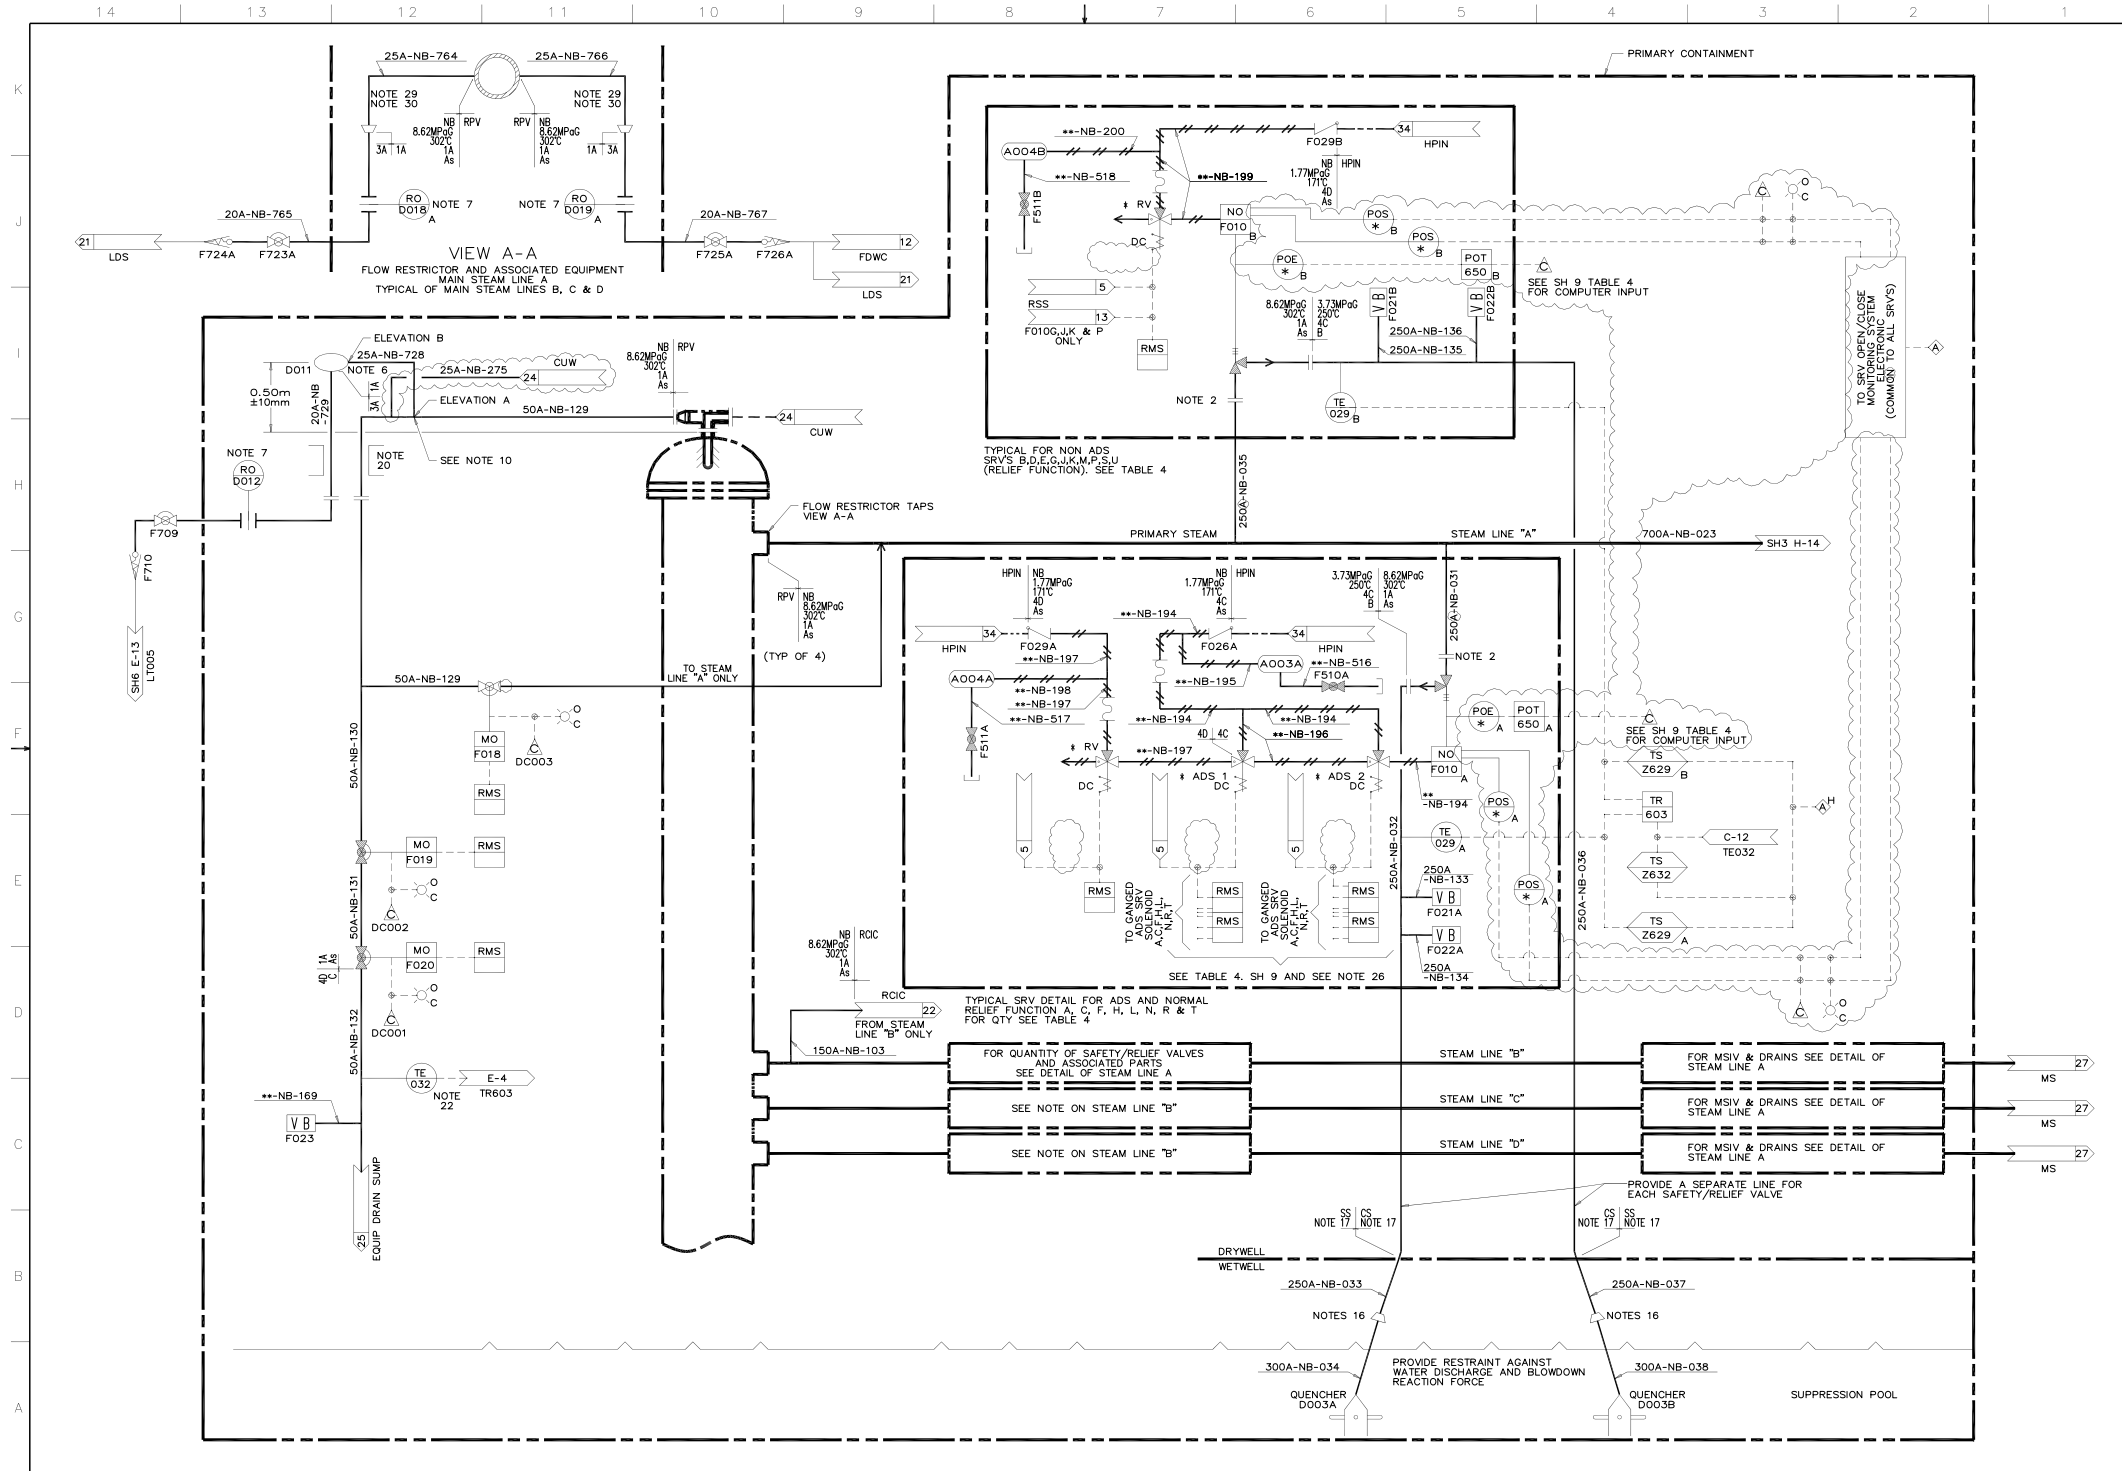 14 13 12 11 10 9 8 7 6 5 4 3 2 1
K
J
I
H
G
F
E
D
C
B
A
25A-NB-764
25A-NB-766
NOTE 29
NOTE 30
NOTE 29
NOTE 30
NB RPV
8.62MPaG
302℃
1A
As
RPV NB
8.62MPaG
302℃
1A
As
3A 1A
1A 3A
RO
D018
A
NOTE 7
NOTE 7
RO
D019
A
20A-NB-765
20A-NB-767
21
LDS
F724A
F723A
F725A
F726A
12
FDWC
21
LDS
VIEW A-A
FLOW RESTRICTOR AND ASSOCIATED EQUIPMENT
MAIN STEAM LINE A
TYPICAL OF MAIN STEAM LINES B, C & D
PRIMARY CONTAINMENT
**-NB-200
A004B
**-NB-518
F511B
F029B
34
HPIN
NB HPIN
1.77MPaG
171℃
4D
As
**-NB-199
* RV
DC
NO
F010
B
POS
*
B
POS
*
B
POE
*
B
POT
650
B
C
SEE SH 9 TABLE 4
FOR COMPUTER INPUT
C
O
C
5
RSS
13
F010G,J,K & P
ONLY
RMS
8.62MPaG
302℃
1A
As
3.73MPaG
250℃
4C
B
V B
F021B
V B
F022B
250A-NB-136
250A-NB-135
NOTE 2
TE
029
B
TO SRV OPEN/CLOSE
MONITORING SYSTEM
ELECTRONIC
(COMMON TO ALL SRV'S)
A
TYPICAL FOR NON ADS
SRV'S B,D,E,G,J,K,M,P,S,U
(RELIEF FUNCTION). SEE TABLE 4
250A-NB-035
ELEVATION B
25A-NB-728
D011
NOTE 6
CUW
25A-NB-275
24
0.50m
±10mm
20A-NB
-729
3A 1A
ELEVATION A
50A-NB-129
NB RPV
8.62MPaG
302℃
1A
As
24
CUW
NOTE 7
RO
D012
NOTE
20
SEE NOTE 10
F709
F710
SH6 E-13
LT005
FLOW RESTRICTOR TAPS
VIEW A-A
PRIMARY STEAM
STEAM LINE "A"
700A-NB-023
SH3 H-14
RPV NB
8.62MPaG
302℃
1A
As
(TYP OF 4)
TO STEAM
LINE "A" ONLY
50A-NB-129
HPIN NB
1.77MPaG
171℃
4D
As
NB HPIN
1.77MPaG
171℃
4C
As
3.73MPaG
250℃
4C
B
8.62MPaG
302℃
1A
As
250A-NB-031
34
HPIN
F029A
**-NB-197
**-NB-194
F026A
34
HPIN
A003A
**-NB-516
F510A
**-NB-195
NOTE 2
A004A
**-NB-198
**-NB-197
**-NB-517
F511A
**-NB-194
**-NB-194
**-NB-196
4D 4C
**-NB-197
* RV
* ADS 1
* ADS 2
DC
DC
DC
POE
*
A
POT
650
A
C
SEE SH 9 TABLE 4
FOR COMPUTER INPUT
NO
F010
A
**
-NB-194
POS
*
A
POS
*
A
TS
Z629
B
TR
603
A
H
C-12
TE032
TS
Z632
TS
Z629
A
TE
029
A
250A-NB-032
250A
-NB-133
V B
F021A
V B
F022A
250A
-NB-134
250A-NB-036
5
5
5
RMS
TO GANGED
ADS SRV
SOLENOID
A,C,F,H,L,
N,R,T
RMS
RMS
TO GANGED
ADS SRV
SOLENOID
A,C,F,H,L,
N,R,T
RMS
RMS
SEE TABLE 4. SH 9 AND SEE NOTE 26
TYPICAL SRV DETAIL FOR ADS AND NORMAL
RELIEF FUNCTION A, C, F, H, L, N, R & T
FOR QTY SEE TABLE 4
C
O
C
50A-NB-130
MO
F018
O
C
C
DC003
RMS
MO
F019
RMS
O
C
C
DC002
50A-NB-131
4D 1A
C As
MO
F020
RMS
O
C
C
DC001
50A-NB-132
TE
032
NOTE
22
E-4
TR603
**-NB-169
V B
F023
25
EQUIP DRAIN SUMP
NB RCIC
8.62MPaG
302℃
1A
As
RCIC
22
FROM STEAM
LINE "B" ONLY
150A-NB-103
FOR QUANTITY OF SAFETY/RELIEF VALVES
AND ASSOCIATED PARTS
SEE DETAIL OF STEAM LINE A
STEAM LINE "B"
FOR MSIV & DRAINS SEE DETAIL OF
STEAM LINE A
27
MS
SEE NOTE ON STEAM LINE "B"
STEAM LINE "C"
FOR MSIV & DRAINS SEE DETAIL OF
STEAM LINE A
27
MS
SEE NOTE ON STEAM LINE "B"
STEAM LINE "D"
FOR MSIV & DRAINS SEE DETAIL OF
STEAM LINE A
27
MS
PROVIDE A SEPARATE LINE FOR
EACH SAFETY/RELIEF VALVE
SS CS
NOTE 17 NOTE 17
CS SS
NOTE 17 NOTE 17
DRYWELL
WETWELL
250A-NB-033
250A-NB-037
NOTES 16
NOTES 16
300A-NB-034
PROVIDE RESTRAINT AGAINST
WATER DISCHARGE AND BLOWDOWN
REACTION FORCE
300A-NB-038
QUENCHER
D003A
QUENCHER
D003B
SUPPRESSION POOL